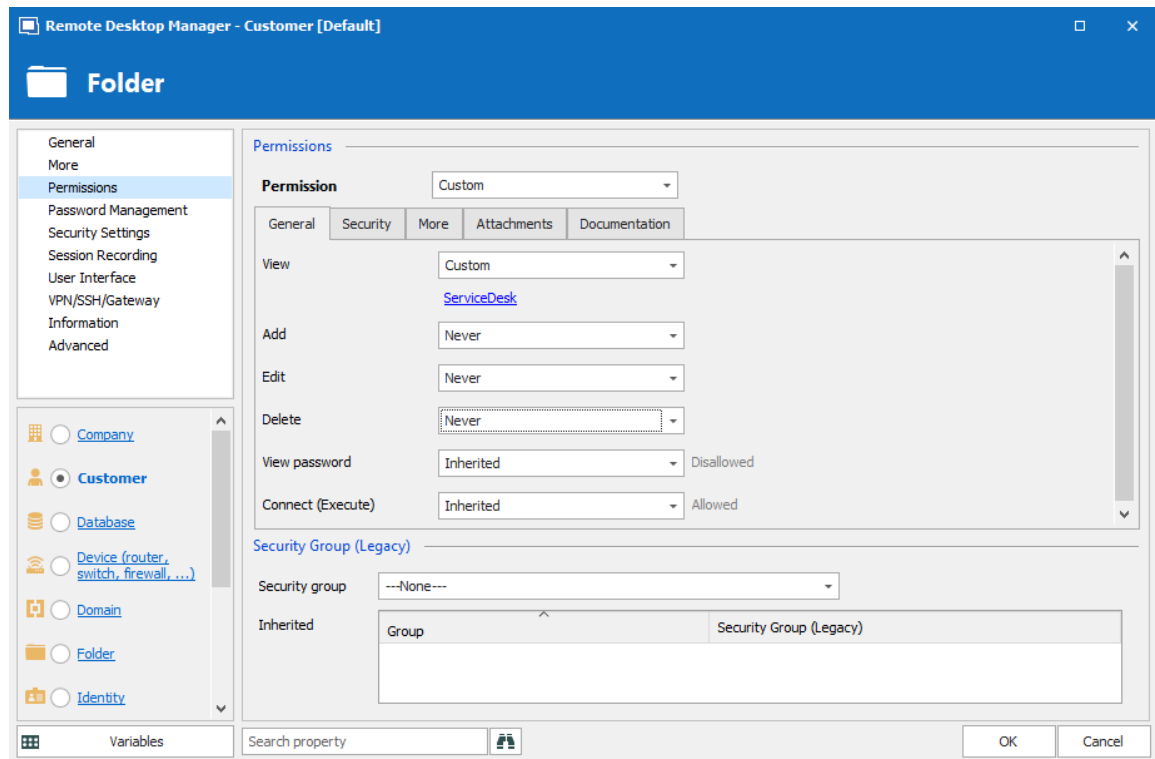 Remote Desktop Manager - Customer [Default]
Folder
General
More
Permissions
Password Management
Security Settings
Session Recording
User Interface
VPN/SSH/Gateway
Information
Advanced
Company
Customer
Database
Device (router,
switch, firewall, ...)
Domain
Folder
Identity
Variables
Permissions
Permission Custom
General Security More Attachments Documentation
View Custom
ServiceDesk
Add Never
Edit Never
Delete Never
View password Inherited Disallowed
Connect (Execute) Inherited Allowed
Security Group (Legacy)
Security group ---None---
Inherited
Group Security Group (Legacy)
Search property
OK Cancel